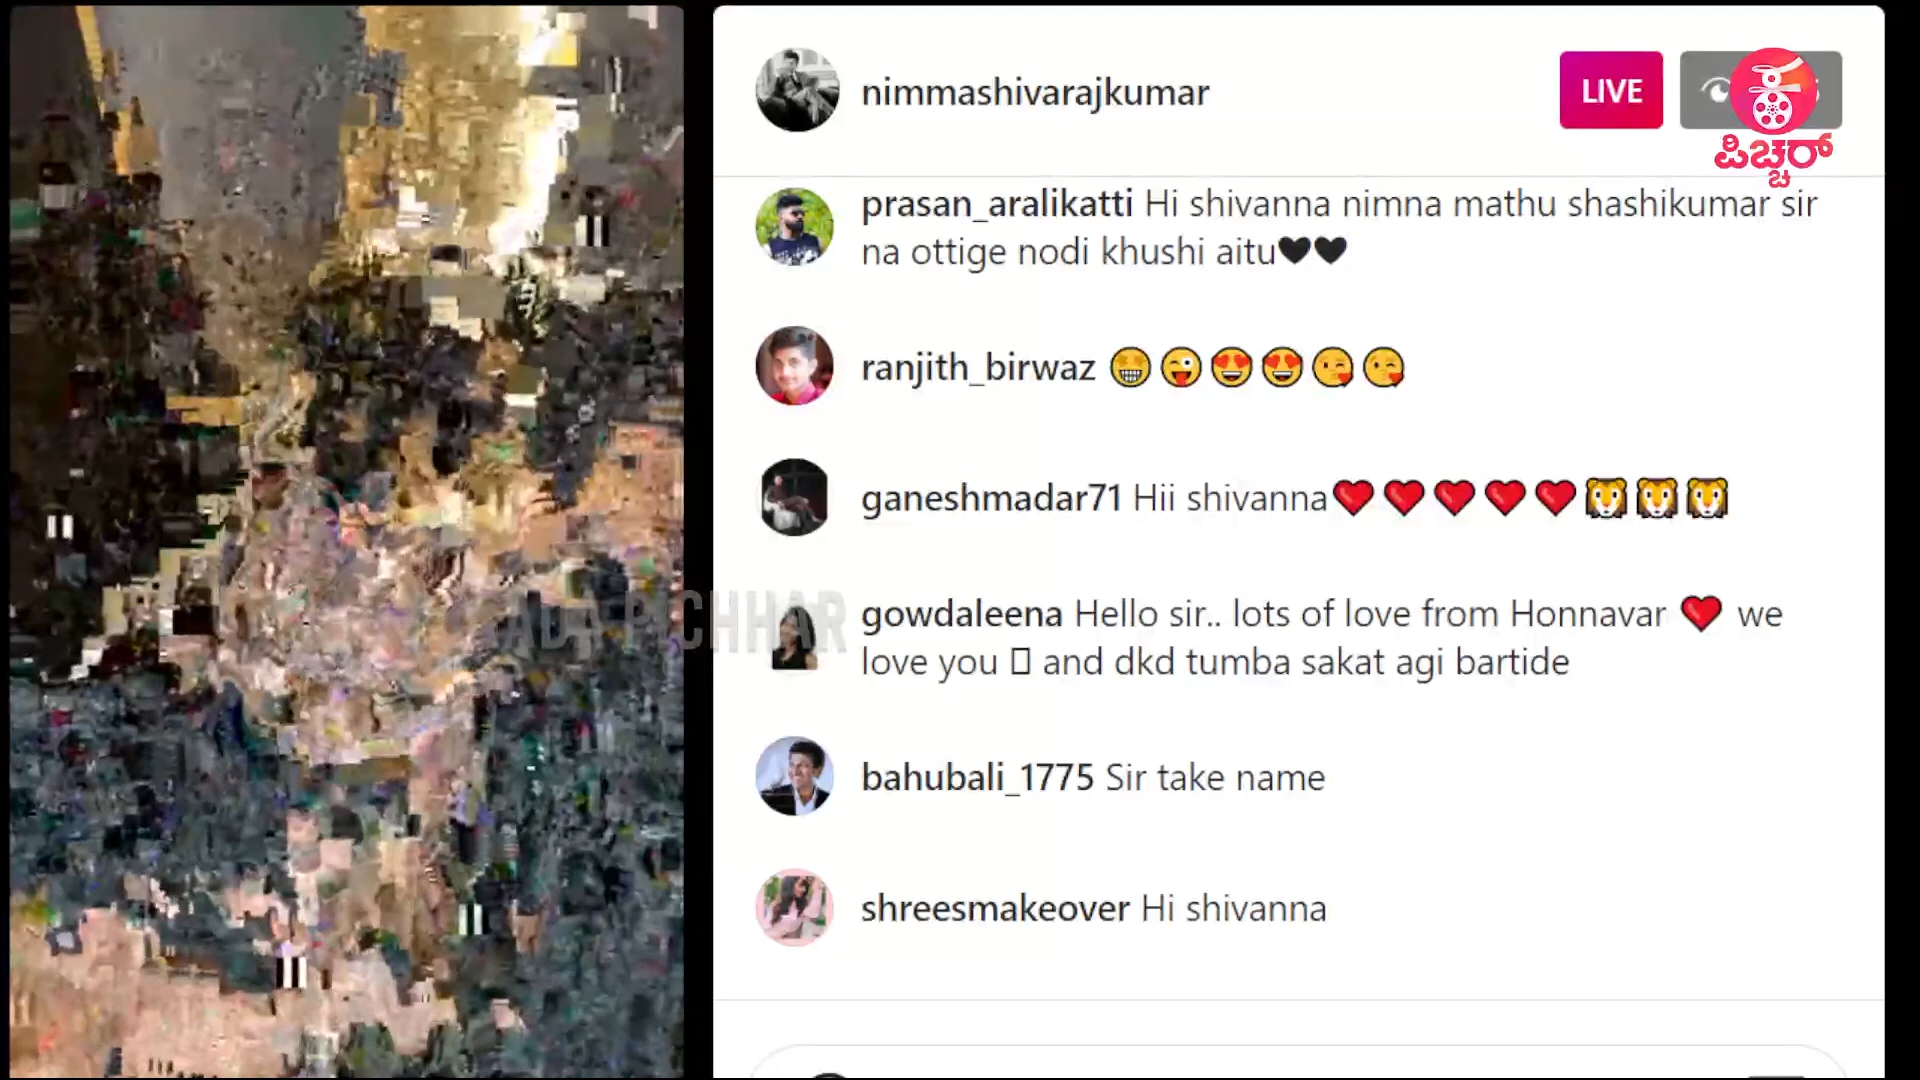 nimmashivarajkumar
LIVE
ಪಿಚ್ಚರ್
prasan_aralikatti Hi shivanna nimna mathu shashikumar sir
na ottige nodi khushi aitu🖤🖤
ranjith_birwaz 🤩😜😍😍😘😘
ganeshmadar71 Hii shivanna❤️❤️❤️❤️❤️🐯🐯🐯
gowdaleena Hello sir.. lots of love from Honnavar ❤️ we
love you and dkd tumba sakat agi bartide
PICHHAR
bahubali_1775 Sir take name
shreesmakeover Hi shivanna